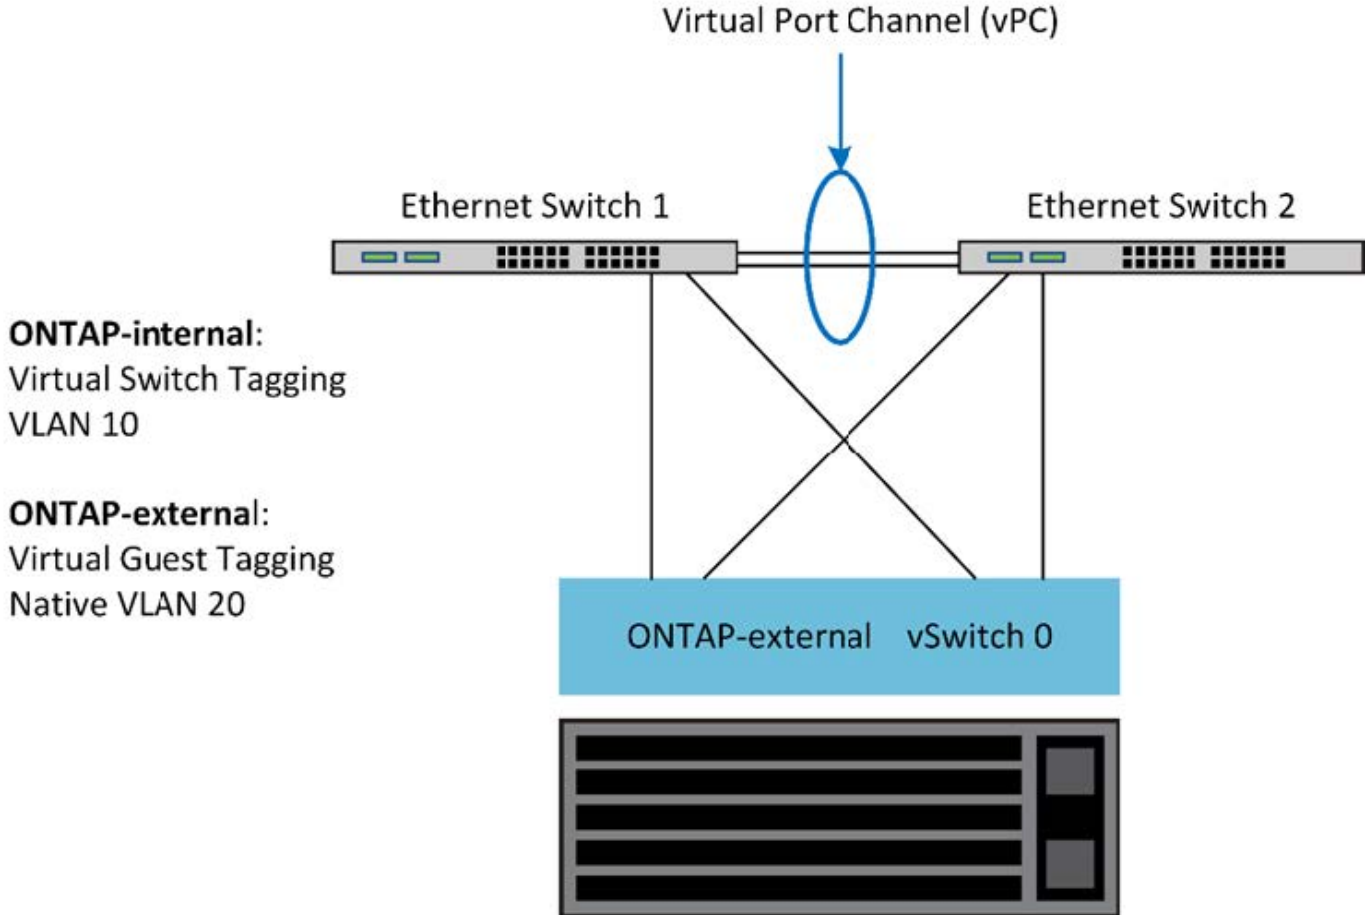 Virtual Port Channel (vPC)
Ethernet Switch 1
Ethernet Switch 2
ONTAP-internal:
Virtual Switch Tagging
VLAN 10
ONTAP-external:
Virtual Guest Tagging
Native VLAN 20
ONTAP-external vSwitch 0